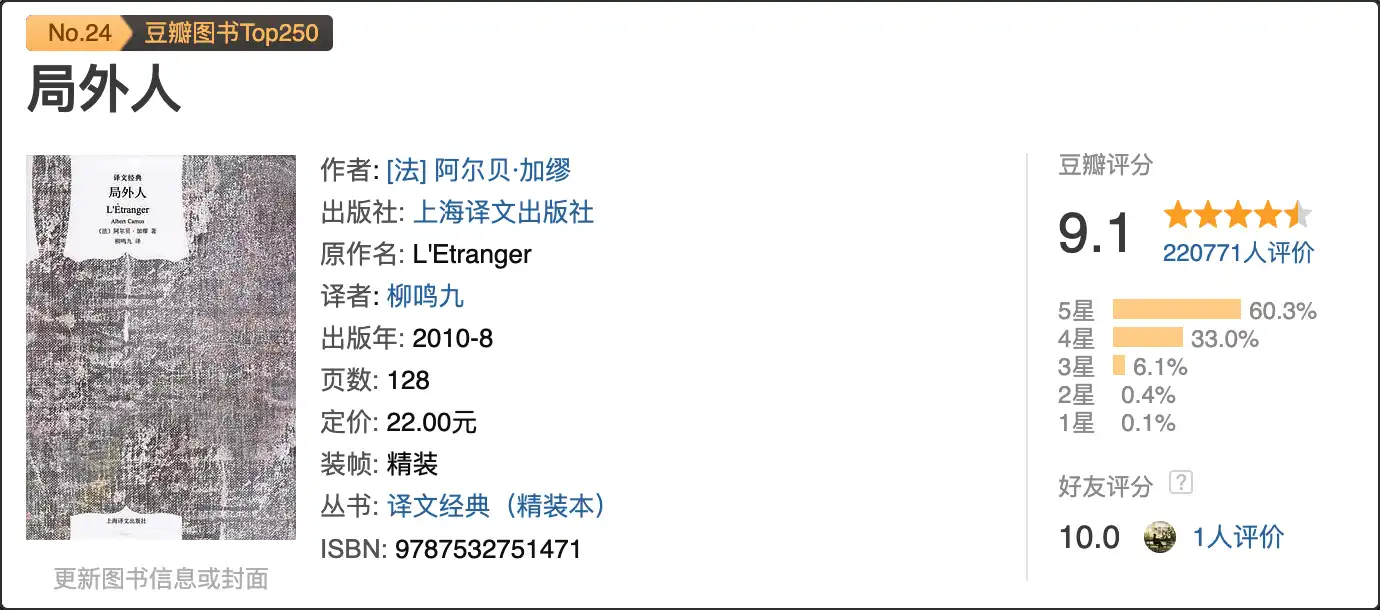 No.24 豆瓣图书Top250
局外人
译文经典
局外人
L'Étranger
Albert Camus
〔法〕阿尔贝·加缪 著
柳鸣九 译
上海译文出版社
更新图书信息或封面
作者: [法] 阿尔贝·加缪
出版社: 上海译文出版社
原作名: L'Etranger
译者: 柳鸣九
出版年: 2010-8
页数: 128
定价: 22.00元
装帧: 精装
丛书: 译文经典（精装本）
ISBN: 9787532751471
豆瓣评分
9.1
220771人评价
5星 60.3%
4星 33.0%
3星 6.1%
2星 0.4%
1星 0.1%
好友评分 ?
10.0 1人评价